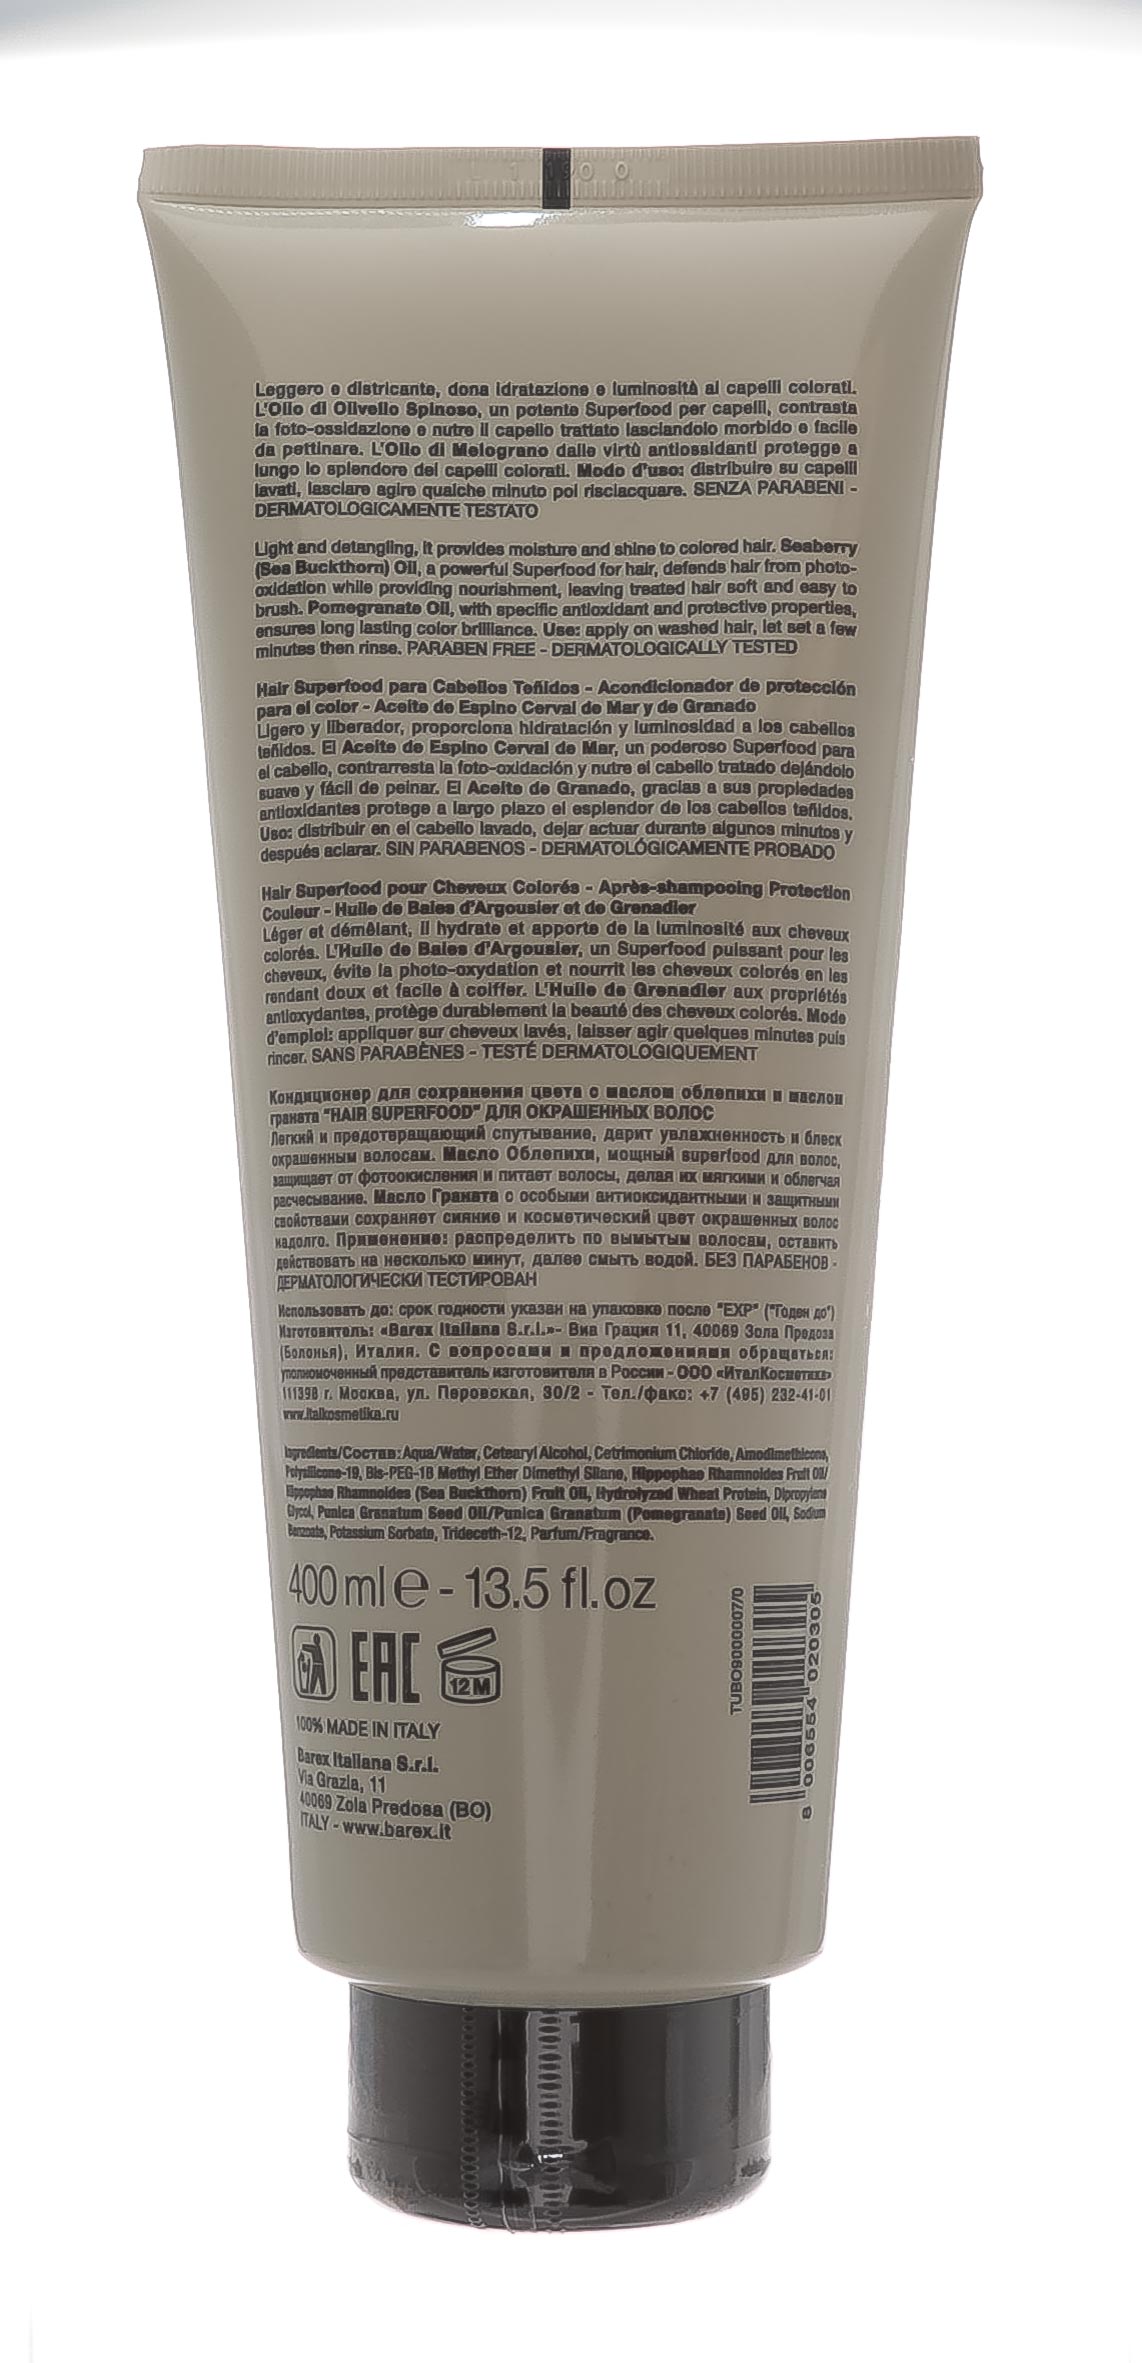 Leggero e districante, dona idratazione e luminosità ai capelli colorati.
L'Olio di Olivello Spinoso, un potente Superfood per capelli, contrasta
la foto-ossidazione e nutre il capello trattato lasciandolo morbido e facile
da pettinare. L'Olio di Melograno dalle virtù antiossidanti protegge a
lungo lo splendore dei capelli colorati. Modo d'uso: distribuire su capelli
lavati, lasciare agire qualche minuto poi risciacquare. SENZA PARABENI -
DERMATOLOGICAMENTE TESTATO
Light and detangling, it provides moisture and shine to colored hair. Seaberry
(Sea Buckthorn) Oil, a powerful Superfood for hair, defends hair from photo-
oxidation while providing nourishment, leaving treated hair soft and easy to
brush. Pomegranate Oil, with specific antioxidant and protective properties,
ensures long lasting color brilliance. Use: apply on washed hair, let set a few
minutes then rinse. PARABEN FREE - DERMATOLOGICALLY TESTED
Hair Superfood para Cabellos Teñidos - Acondicionador de protección
para el color - Aceite de Espino Cerval de Mar y de Granado
Ligero y liberador, proporciona hidratación y luminosidad a los cabellos
teñidos. El Aceite de Espino Cerval de Mar, un poderoso Superfood para
el cabello, contrarresta la foto-oxidación y nutre el cabello tratado dejándolo
suave y fácil de peinar. El Aceite de Granado, gracias a sus propiedades
antioxidantes protege a largo plazo el esplendor de los cabellos teñidos.
Uso: distribuir en el cabello lavado, dejar actuar durante algunos minutos y
después aclarar. SIN PARABENOS - DERMATOLÓGICAMENTE PROBADO
Hair Superfood pour Cheveux Colorés - Après-shampooing Protection
Couleur - Huile de Baies d'Argousier et de Grenadier
Léger et démêlant, il hydrate et apporte de la luminosité aux cheveux
colorés. L'Huile de Baies d'Argousier, un Superfood puissant pour les
cheveux, évite la photo-oxydation et nourrit les cheveux colorés en les
rendant doux et facile à coiffer. L'Huile de Grenadier aux propriétés
antioxydantes, protège durablement la beauté des cheveux colorés. Mode
d'emploi: appliquer sur cheveux lavés, laisser agir quelques minutes puis
rincer. SANS PARABÈNES - TESTÉ DERMATOLOGIQUEMENT
Кондиционер для сохранения цвета с маслом облепихи и маслом
граната "HAIR SUPERFOOD" ДЛЯ ОКРАШЕННЫХ ВОЛОС
Легкий и предотвращающий спутывание, дарит увлажненность и блеск
окрашенным волосам. Масло Облепихи, мощный superfood для волос,
защищает от фотоокисления и питает волосы, делая их мягкими и облегчая
расчесывание. Масло Граната с особыми антиоксидантными и защитными
свойствами сохраняет сияние и косметический цвет окрашенных волос
надолго. Применение: распределить по вымытым волосам, оставить
действовать на несколько минут, далее смыть водой. БЕЗ ПАРАБЕНОВ -
ДЕРМАТОЛОГИЧЕСКИ ТЕСТИРОВАН
Использовать до: срок годности указан на упаковке после "EXP" ("Годен до")
Изготовитель: «Barex Italiana S.r.l.»- Виа Грация 11, 40069 Зола Предоза
(Болонья), Италия. С вопросами и предложениями обращаться:
уполномоченный представитель изготовителя в России - ООО «ИталКосметика»
111398 г. Москва, ул. Перовская, 30/2 - Тел./факс: +7 (495) 232-41-01
www.italkosmetika.ru
Ingredients/Состав:Aqua/Water, Cetearyl Alcohol, Cetrimonium Chloride, Amodimethicone,
Polysilicone-19, Bis-PEG-18 Methyl Ether Dimethyl Silane, Hippophae Rhamnoides Fruit Oil/
Hippophae Rhamnoides (Sea Buckthorn) Fruit Oil, Hydrolyzed Wheat Protein, Dipropylene
Glycol, Punica Granatum Seed Oil/Punica Granatum (Pomegranate) Seed Oil, Sodium
Benzoate, Potassium Sorbate, Trideceth-12, Parfum/Fragrance.
400 ml e - 13.5 fl.oz
EAC
12 M
100% MADE IN ITALY
Barex Italiana S.r.l.
Via Grazia, 11
40069 Zola Predosa (BO)
ITALY - www.barex.it
TUBO9000007/0
8 006554 020305